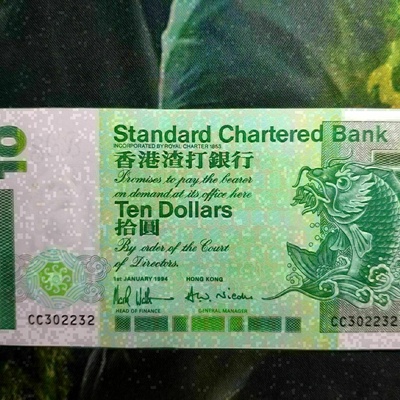 10
Standard Chartered Bank
INCORPORATED BY ROYAL CHARTER 1853
香港渣打銀行
Promises to pay the bearer
on demand at its office here
Ten Dollars
拾圓
By order of the Court
of Directors.
1st JANUARY 1994 HONG KONG
HEAD OF FINANCE GENERAL MANAGER
CC302232 CC302232